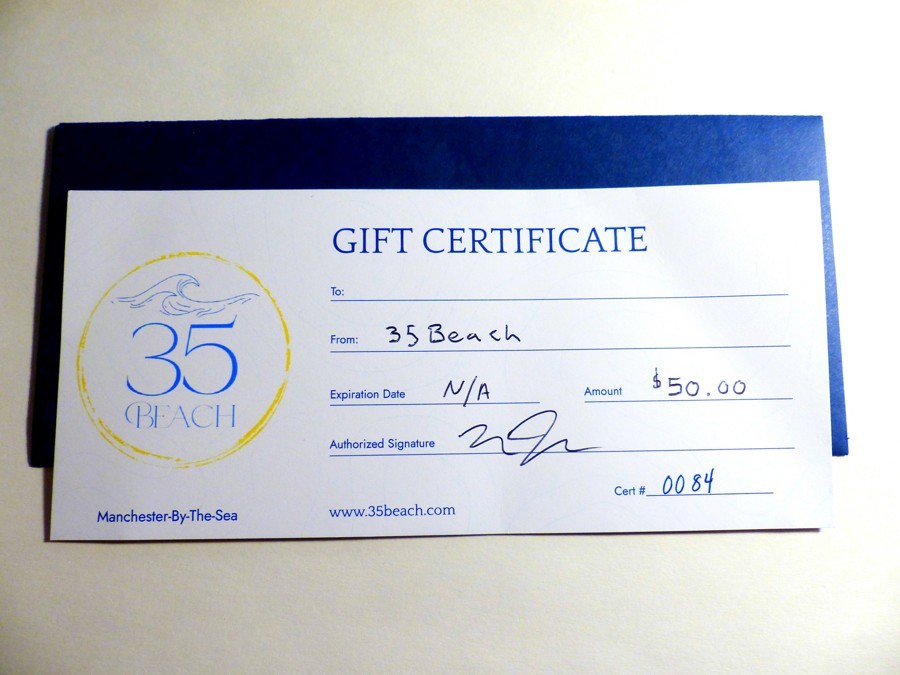 GIFT CERTIFICATE
To:
From: 35 Beach
Expiration Date N/A Amount $50.00
Authorized Signature
Cert # 0084
35
BEACH
Manchester-By-The-Sea
www.35beach.com